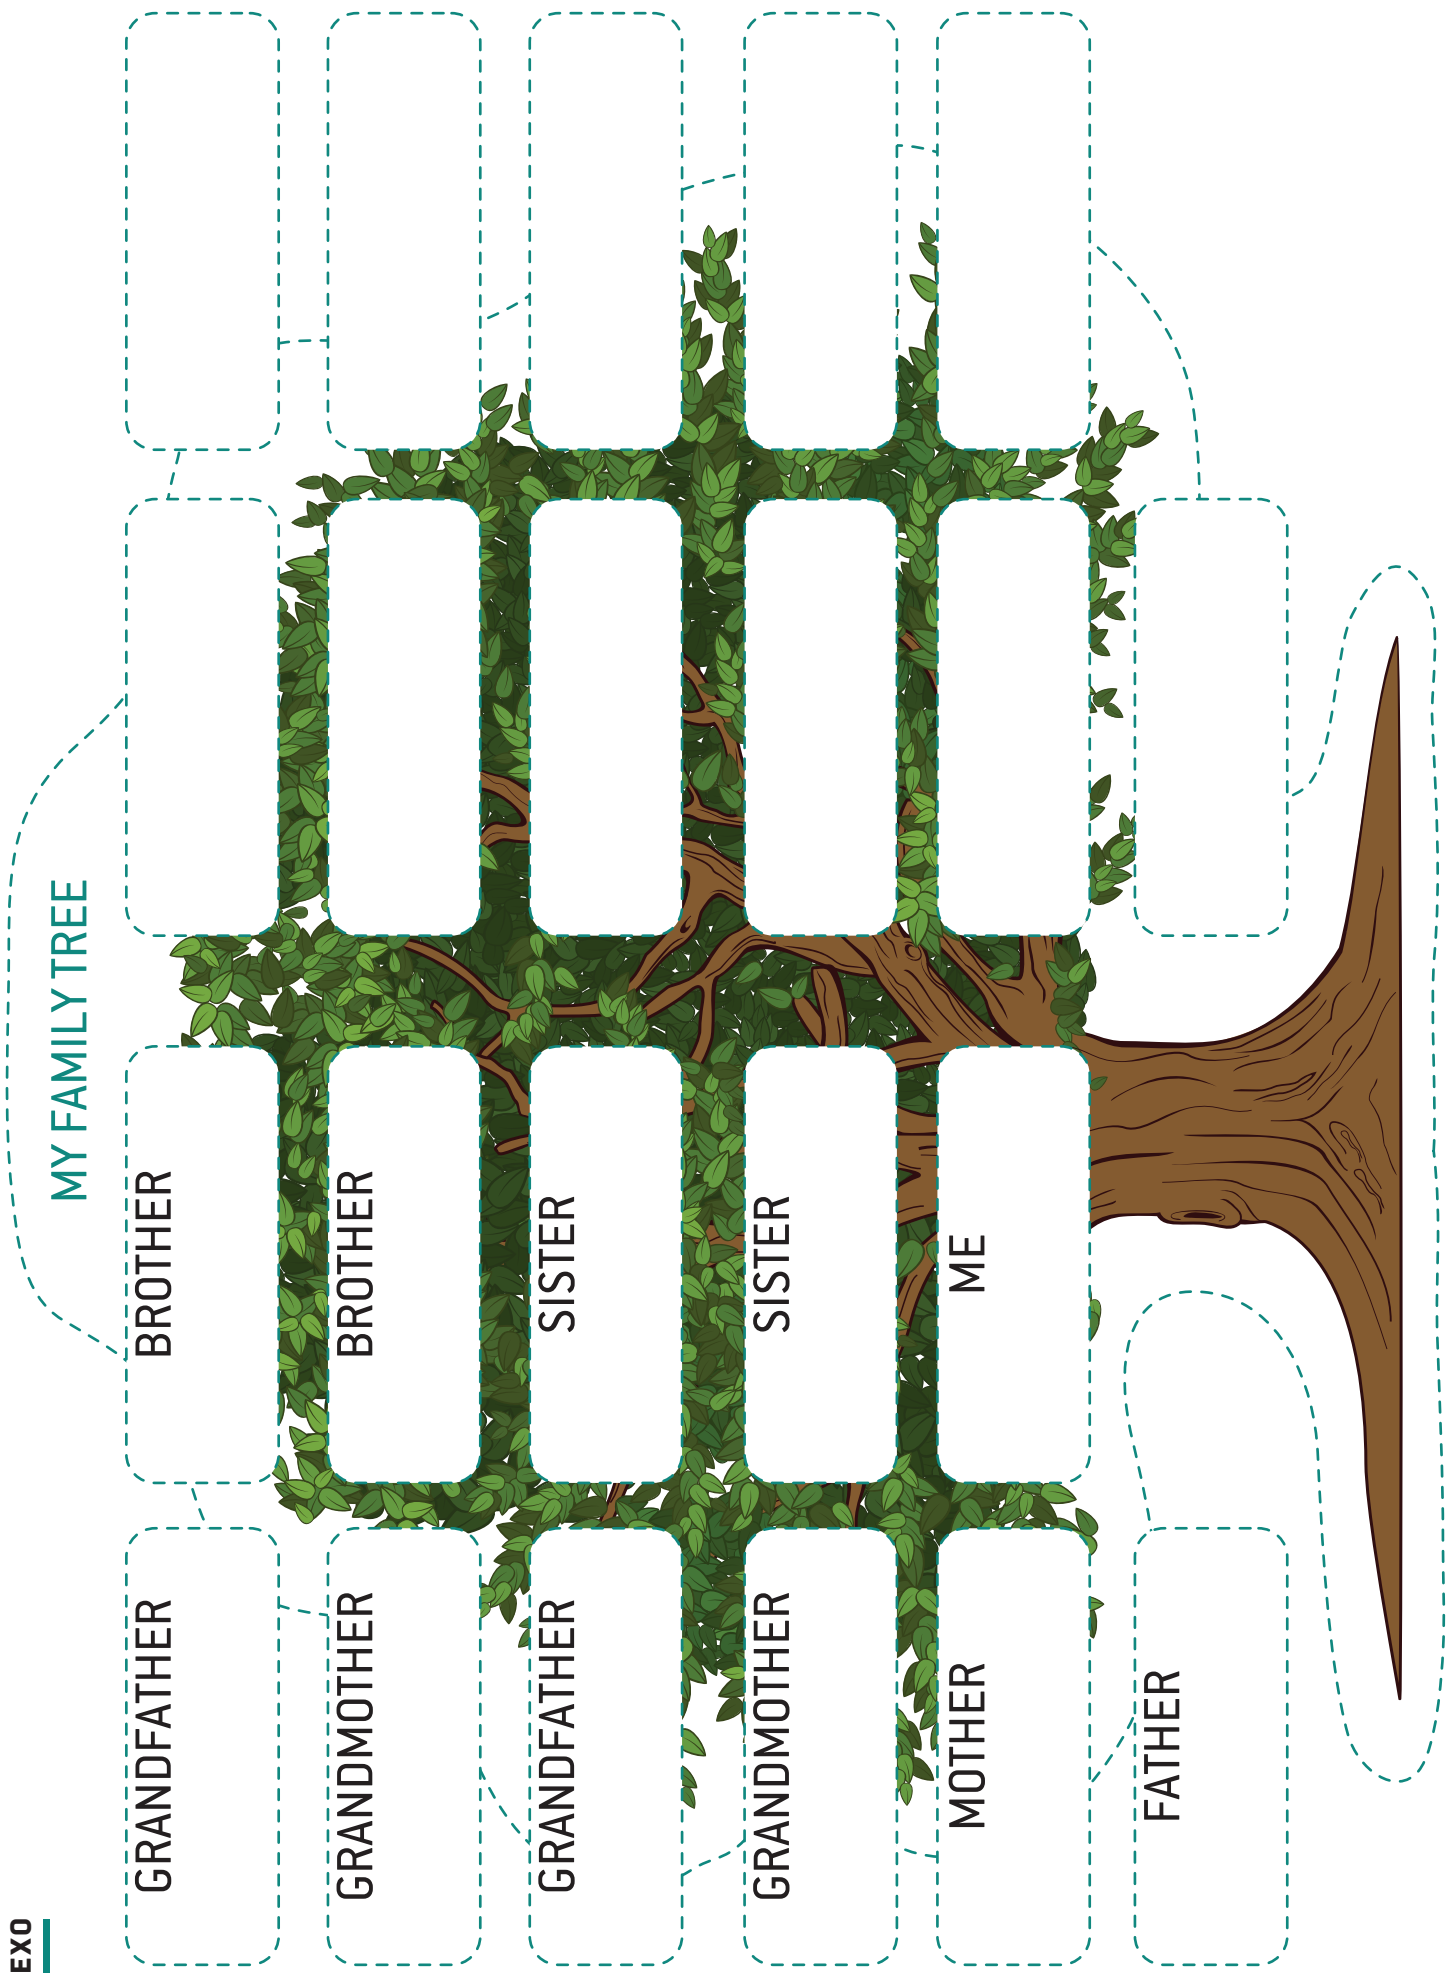 EXO
MY FAMILY TREE
GRANDFATHER
BROTHER
GRANDMOTHER
BROTHER
GRANDFATHER
SISTER
GRANDMOTHER
SISTER
MOTHER
ME
FATHER